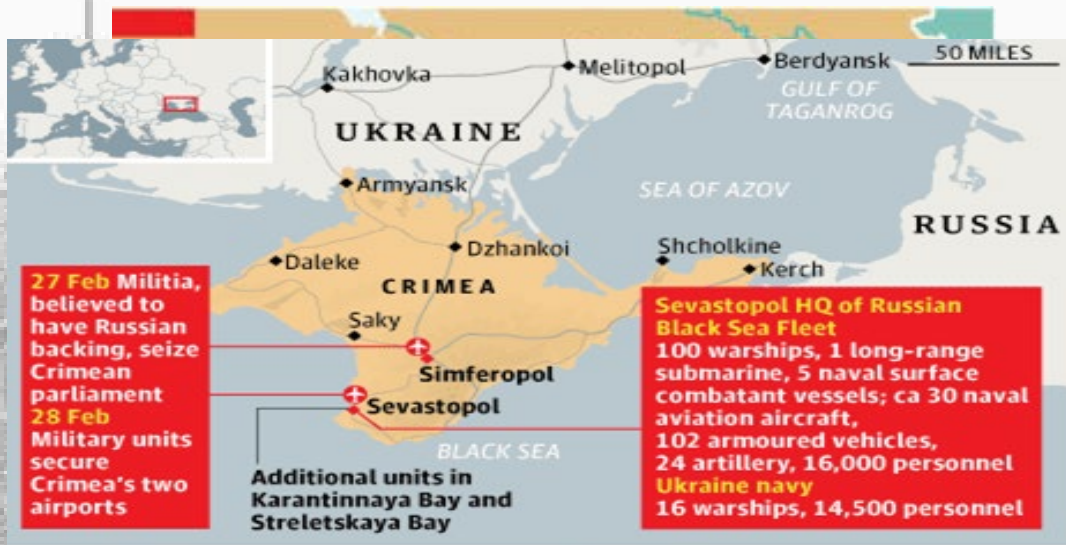 50 MILES
Kakhovka
Melitopol
Berdyansk
GULF OF
TAGANROG
UKRAINE
Armyansk
SEA OF AZOV
RUSSIA
Dzhankoi
Shcholkine
Daleke
Kerch
CRIMEA
27 Feb Militia,
believed to
have Russian
backing, seize
Crimean
parliament
28 Feb
Military units
secure
Crimea's two
airports
Saky
Simferopol
Sevastopol
BLACK SEA
Additional units in
Karantinnaya Bay and
Streletskaya Bay
Sevastopol HQ of Russian
Black Sea Fleet
100 warships, 1 long-range
submarine, 5 naval surface
combatant vessels; ca 30 naval
aviation aircraft,
102 armoured vehicles,
24 artillery, 16,000 personnel
Ukraine navy
16 warships, 14,500 personnel